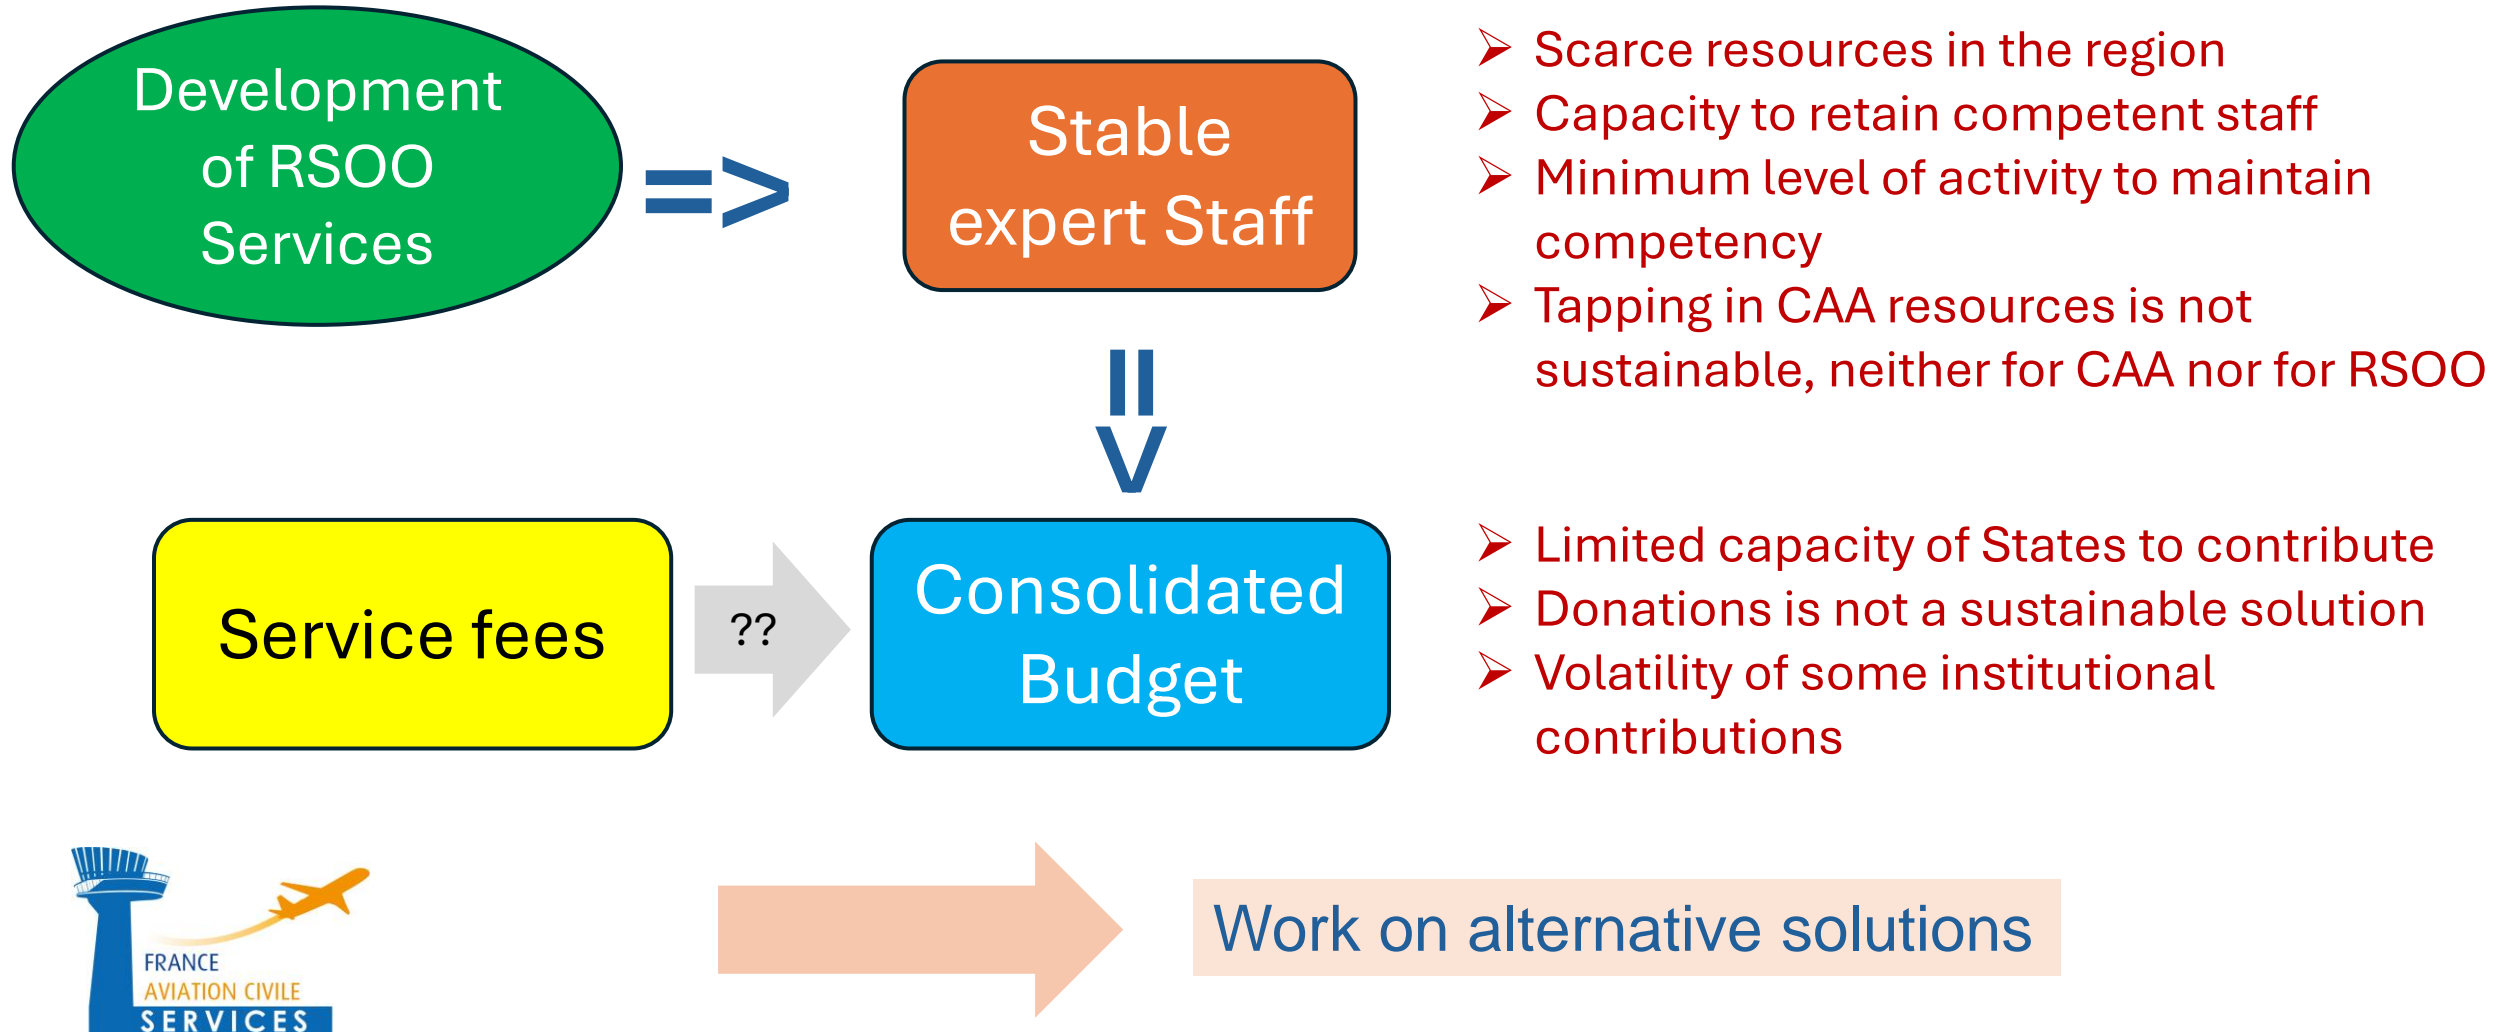 Development
of RSOO
Services
=>
Stable
expert Staff
Scarce resources in the region
Capacity to retain competent staff
Minimum level of activity to maintain
competency
Tapping in CAA resources is not
sustainable, neither for CAA nor for RSOO
=>
Service fees
??
Consolidated
Budget
Limited capacity of States to contribute
Donations is not a sustainable solution
Volatility of some institutional
contributions
Work on alternative solutions
FRANCE
AVIATION CIVILE
SERVICES